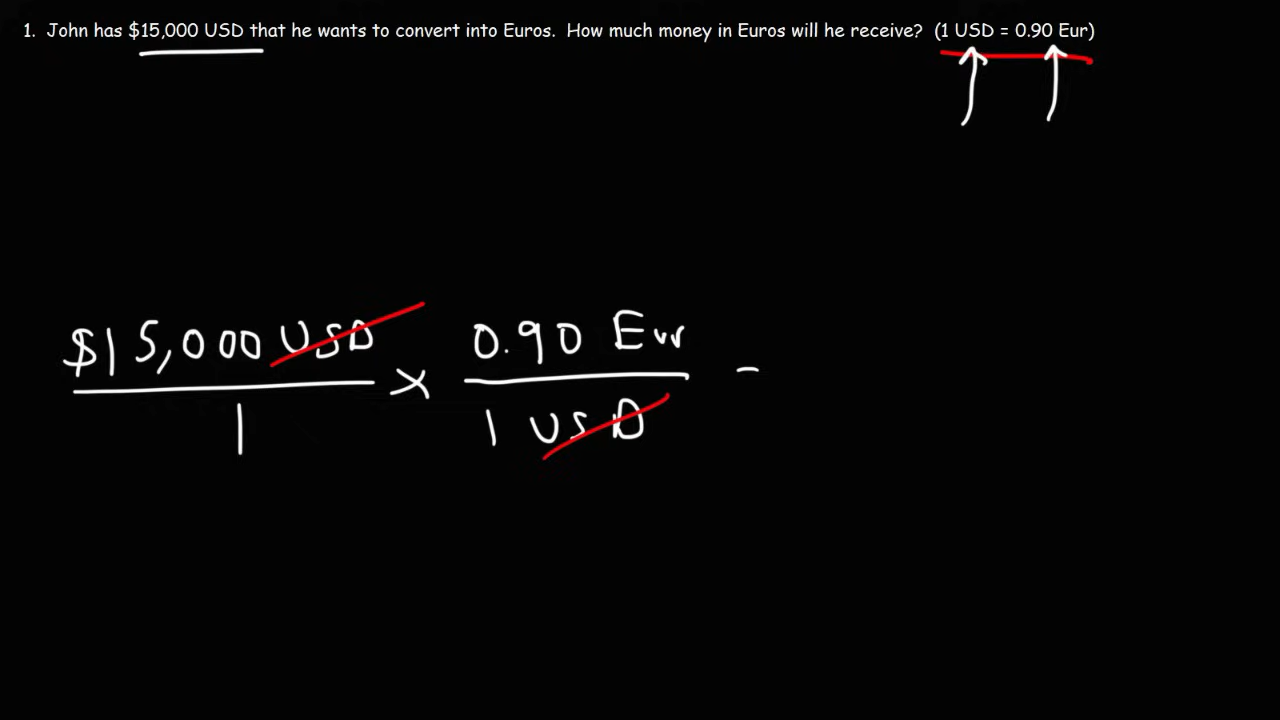 1. John has $15,000 USD that he wants to convert into Euros. How much money in Euros will he receive? (1 USD = 0.90 Eur)
$15,000 USD × 0.90 Eur
1 1 USD